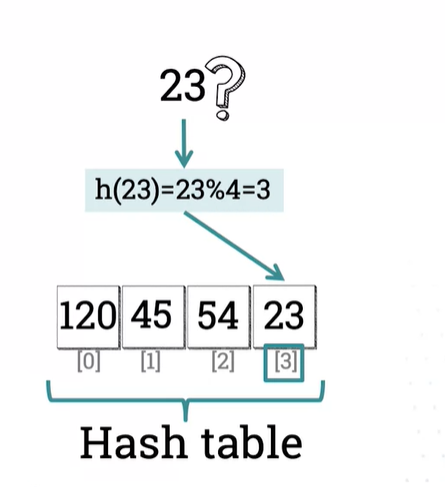 23?
h(23)=23%4=3
120 45 54 23
[0] [1] [2] [3]
Hash table